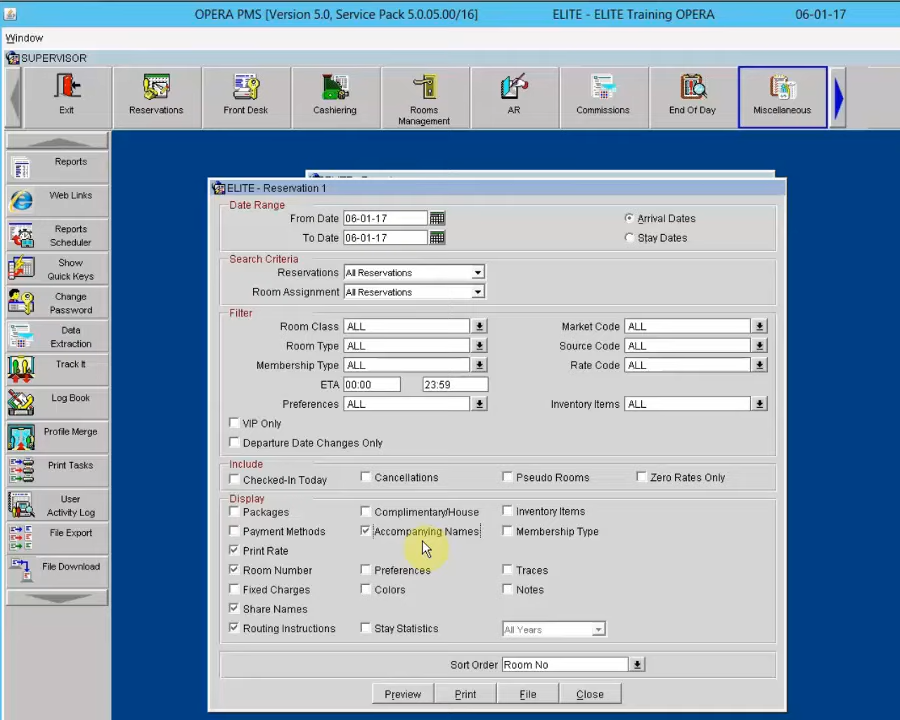 OPERA PMS [Version 5.0, Service Pack 5.0.05.00/16] ELITE - ELITE Training OPERA 06-01-17
Window
SUPERVISOR
Exit Reservations Front Desk Cashiering Rooms Management AR Commissions End Of Day Miscellaneous
Reports
Web Links
Reports
Scheduler
Show
Quick Keys
Change
Password
Data
Extraction
Track It
Log Book
Profile Merge
Print Tasks
User
Activity Log
File Export
File Download
ELITE - Reservation 1
Date Range
From Date 06-01-17 Arrival Dates
To Date 06-01-17 Stay Dates
Search Criteria
Reservations All Reservations
Room Assignment All Reservations
Filter
Room Class ALL Market Code ALL
Room Type ALL Source Code ALL
Membership Type ALL Rate Code ALL
ETA 00:00 23:59
Preferences ALL Inventory Items ALL
VIP Only
Departure Date Changes Only
Include
Checked-In Today Cancellations Pseudo Rooms Zero Rates Only
Display
Packages Complimentary/House Inventory Items
Payment Methods Accompanying Names Membership Type
Print Rate
Room Number Preferences Traces
Fixed Charges Colors Notes
Share Names
Routing Instructions Stay Statistics All Years
Sort Order Room No
Preview Print File Close